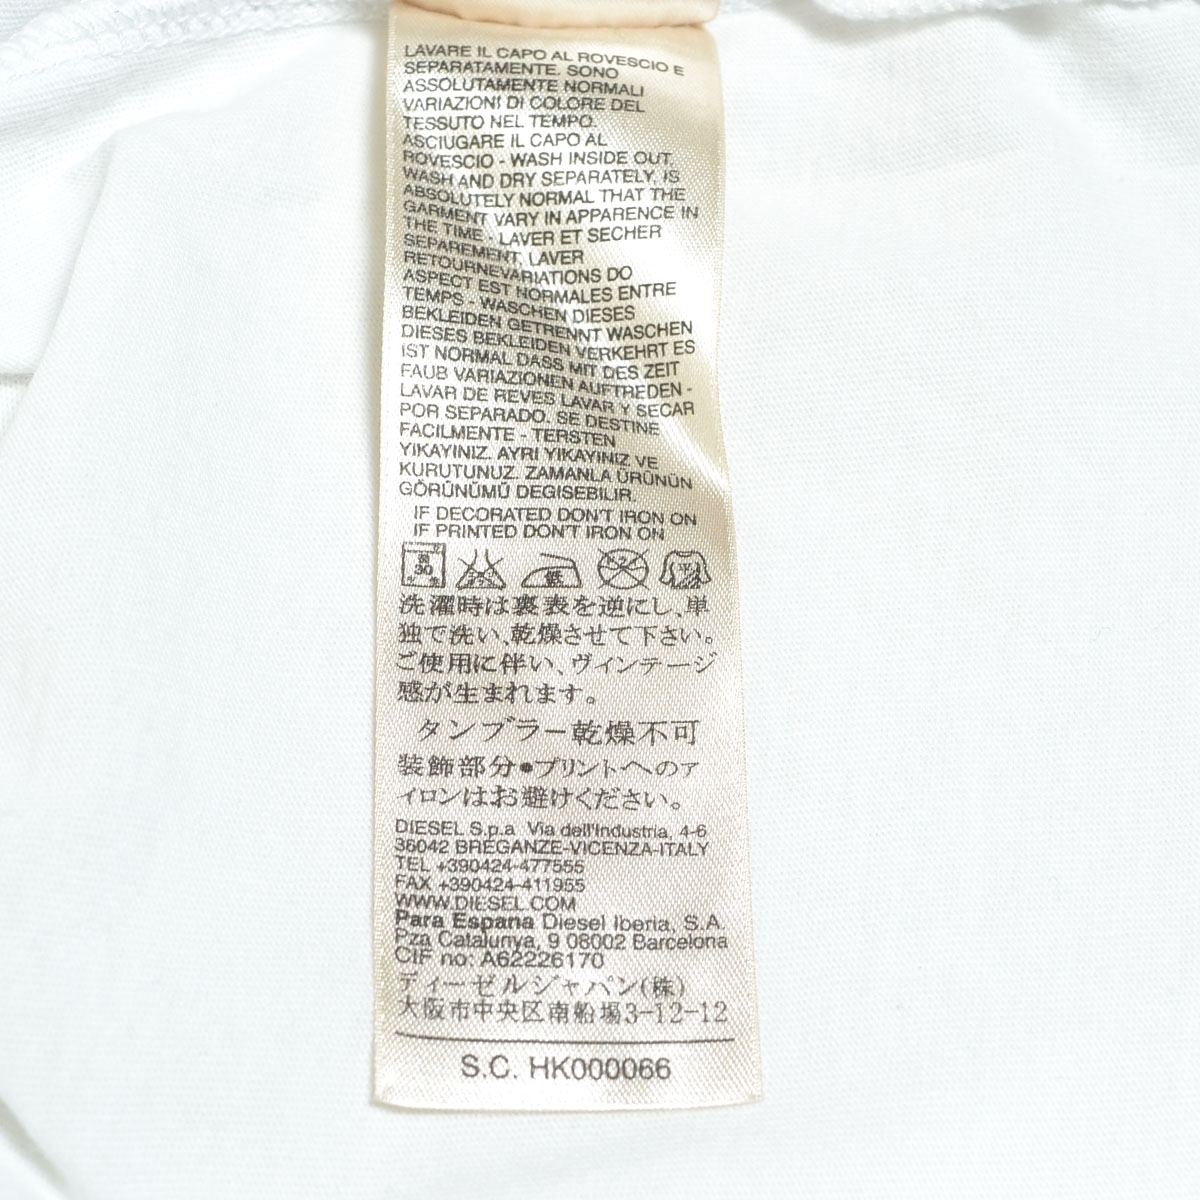 LAVARE IL CAPO AL ROVESCIO E
SEPARATAMENTE. SONO
ASSOLUTAMENTE NORMALI
VARIAZIONI DI COLORE DEL
TESSUTO NEL TEMPO.
ASCIUGARE IL CAPO AL
ROVESCIO - WASH INSIDE OUT.
WASH AND DRY SEPARATELY. IS
ABSOLUTELY NORMAL THAT THE
GARMENT VARY IN APPARENCE IN
THE TIME - LAVER ET SECHER
SEPAREMENT, LAVER
RETOURNEVARIATIONS DO
ASPECT EST NORMALES ENTRE
TEMPS - WASCHEN DIESES
BEKLEIDEN GETRENNT WASCHEN
DIESES BEKLEIDEN VERKEHRT ES
IST NORMAL DASS MIT DES ZEIT
FAUB VARIAZIONEN AUFTREDEN -
LAVAR DE REVES LAVAR Y SECAR
POR SEPARADO. SE DESTINE
FACILMENTE - TERSTEN
YIKAYINIZ. AYRI YIKAYINIZ VE
KURUTUNUZ. ZAMANLA ÜRÜNÜN
GÖRÜNÜMÜ DEGISEBILIR.
IF DECORATED DON'T IRON ON
IF PRINTED DON'T IRON ON
30 低 ドライ 平
洗濯時は裏表を逆にし、単
独で洗い、乾燥させて下さい。
ご使用に伴い、ヴィンテージ
感が生まれます。
タンブラー乾燥不可
装飾部分●プリントへのア
イロンはお避けください。
DIESEL S.p.a Via dell'Industria, 4-6
36042 BREGANZE-VICENZA-ITALY
TEL +390424-477555
FAX +390424-411955
WWW.DIESEL.COM
Para Espana Diesel Iberia, S.A.
Pza Catalunya, 9 08002 Barcelona
CIF no: A62226170
ディーゼルジャパン(株)
大阪市中央区南船場3-12-12
S.C. HK000066